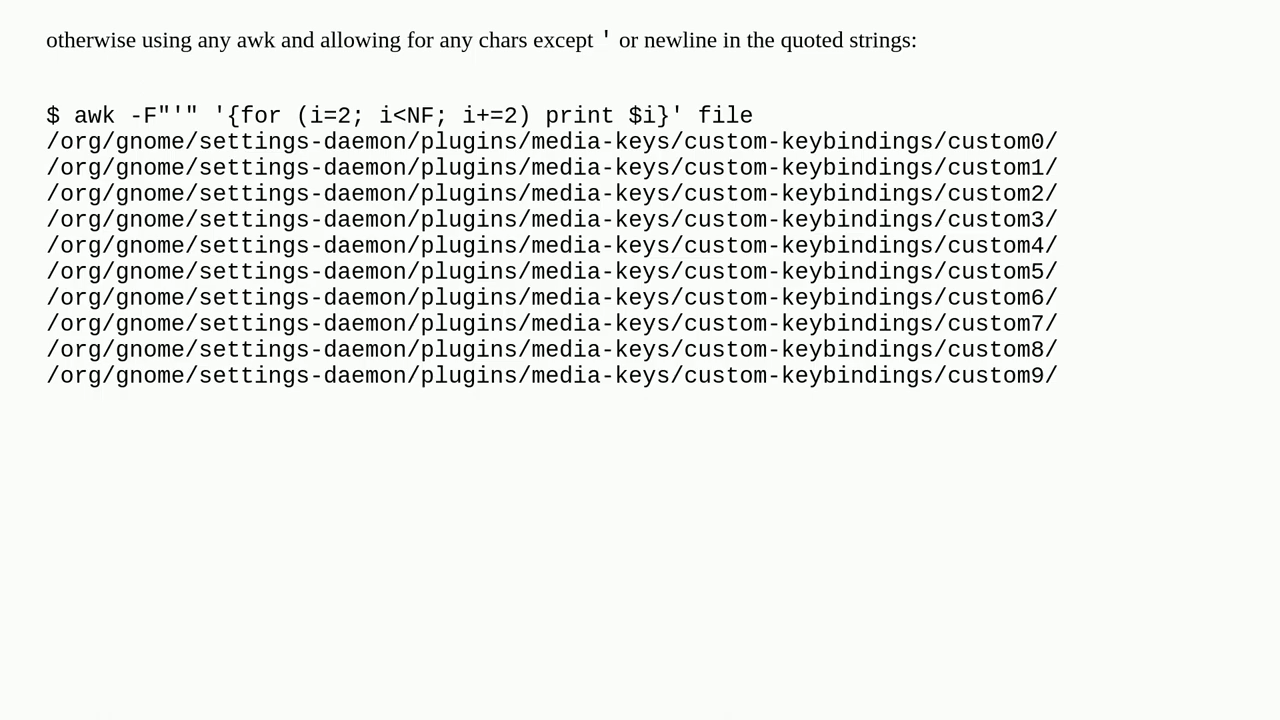 otherwise using any awk and allowing for any chars except ' or newline in the quoted strings:
$ awk -F"'" '{for (i=2; i<NF; i+=2) print $i}' file
/org/gnome/settings-daemon/plugins/media-keys/custom-keybindings/custom0/
/org/gnome/settings-daemon/plugins/media-keys/custom-keybindings/custom1/
/org/gnome/settings-daemon/plugins/media-keys/custom-keybindings/custom2/
/org/gnome/settings-daemon/plugins/media-keys/custom-keybindings/custom3/
/org/gnome/settings-daemon/plugins/media-keys/custom-keybindings/custom4/
/org/gnome/settings-daemon/plugins/media-keys/custom-keybindings/custom5/
/org/gnome/settings-daemon/plugins/media-keys/custom-keybindings/custom6/
/org/gnome/settings-daemon/plugins/media-keys/custom-keybindings/custom7/
/org/gnome/settings-daemon/plugins/media-keys/custom-keybindings/custom8/
/org/gnome/settings-daemon/plugins/media-keys/custom-keybindings/custom9/